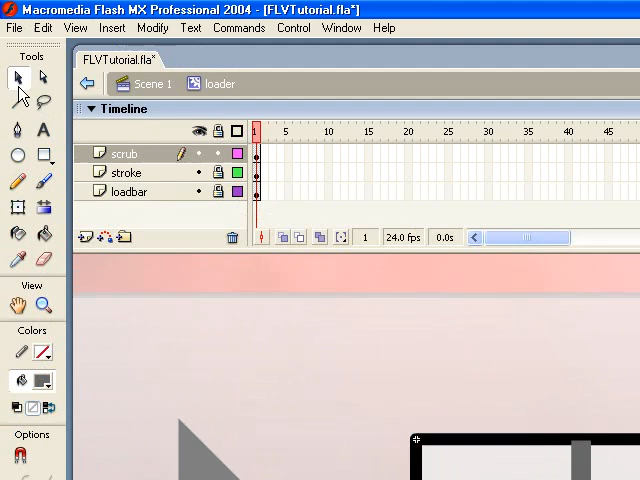 Macromedia Flash MX Professional 2004 - [FLVTutorial.fla*]
File Edit View Insert Modify Text Commands Control Window Help
Tools
FLVTutorial.fla*
Scene 1 loader
Timeline
1 5 10 15 20 25 30 35 40 45
scrub
stroke
loadbar
1 24.0 fps 0.0s
View
Colors
Options